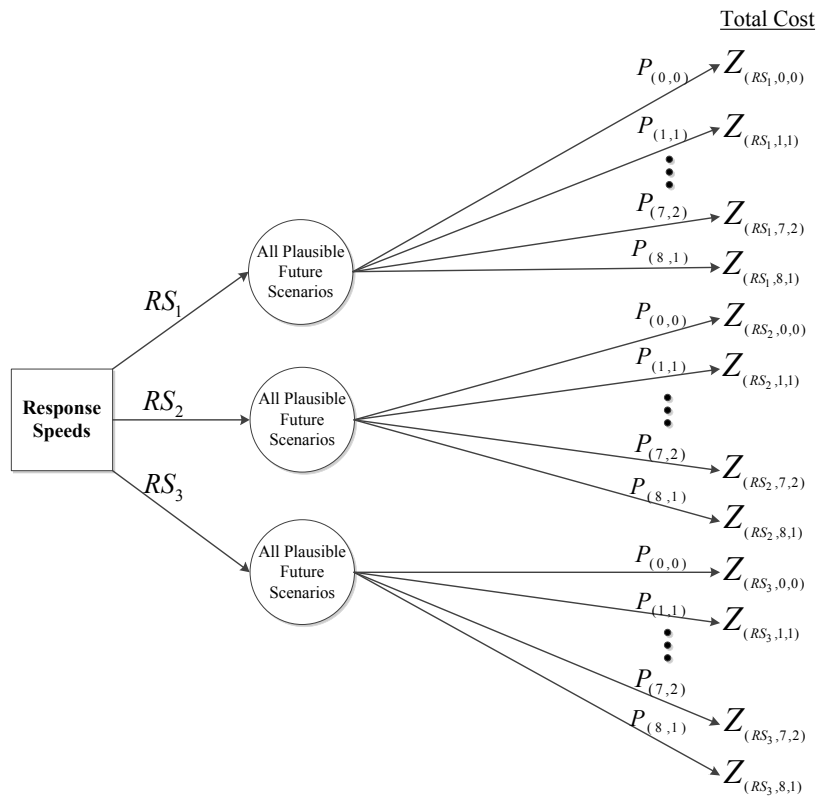 Total Cost
P(0,0)
Z(RS1,0,0)
P(1,1)
Z(RS1,1,1)
P(7,2)
Z(RS1,7,2)
P(8,1)
Z(RS1,8,1)
All Plausible
Future
Scenarios
RS1
P(0,0)
Z(RS2,0,0)
P(1,1)
Z(RS2,1,1)
Response
Speeds
RS2
All Plausible
Future
Scenarios
P(7,2)
Z(RS2,7,2)
P(8,1)
Z(RS2,8,1)
RS3
All Plausible
Future
Scenarios
P(0,0)
Z(RS3,0,0)
P(1,1)
Z(RS3,1,1)
P(7,2)
Z(RS3,7,2)
P(8,1)
Z(RS3,8,1)